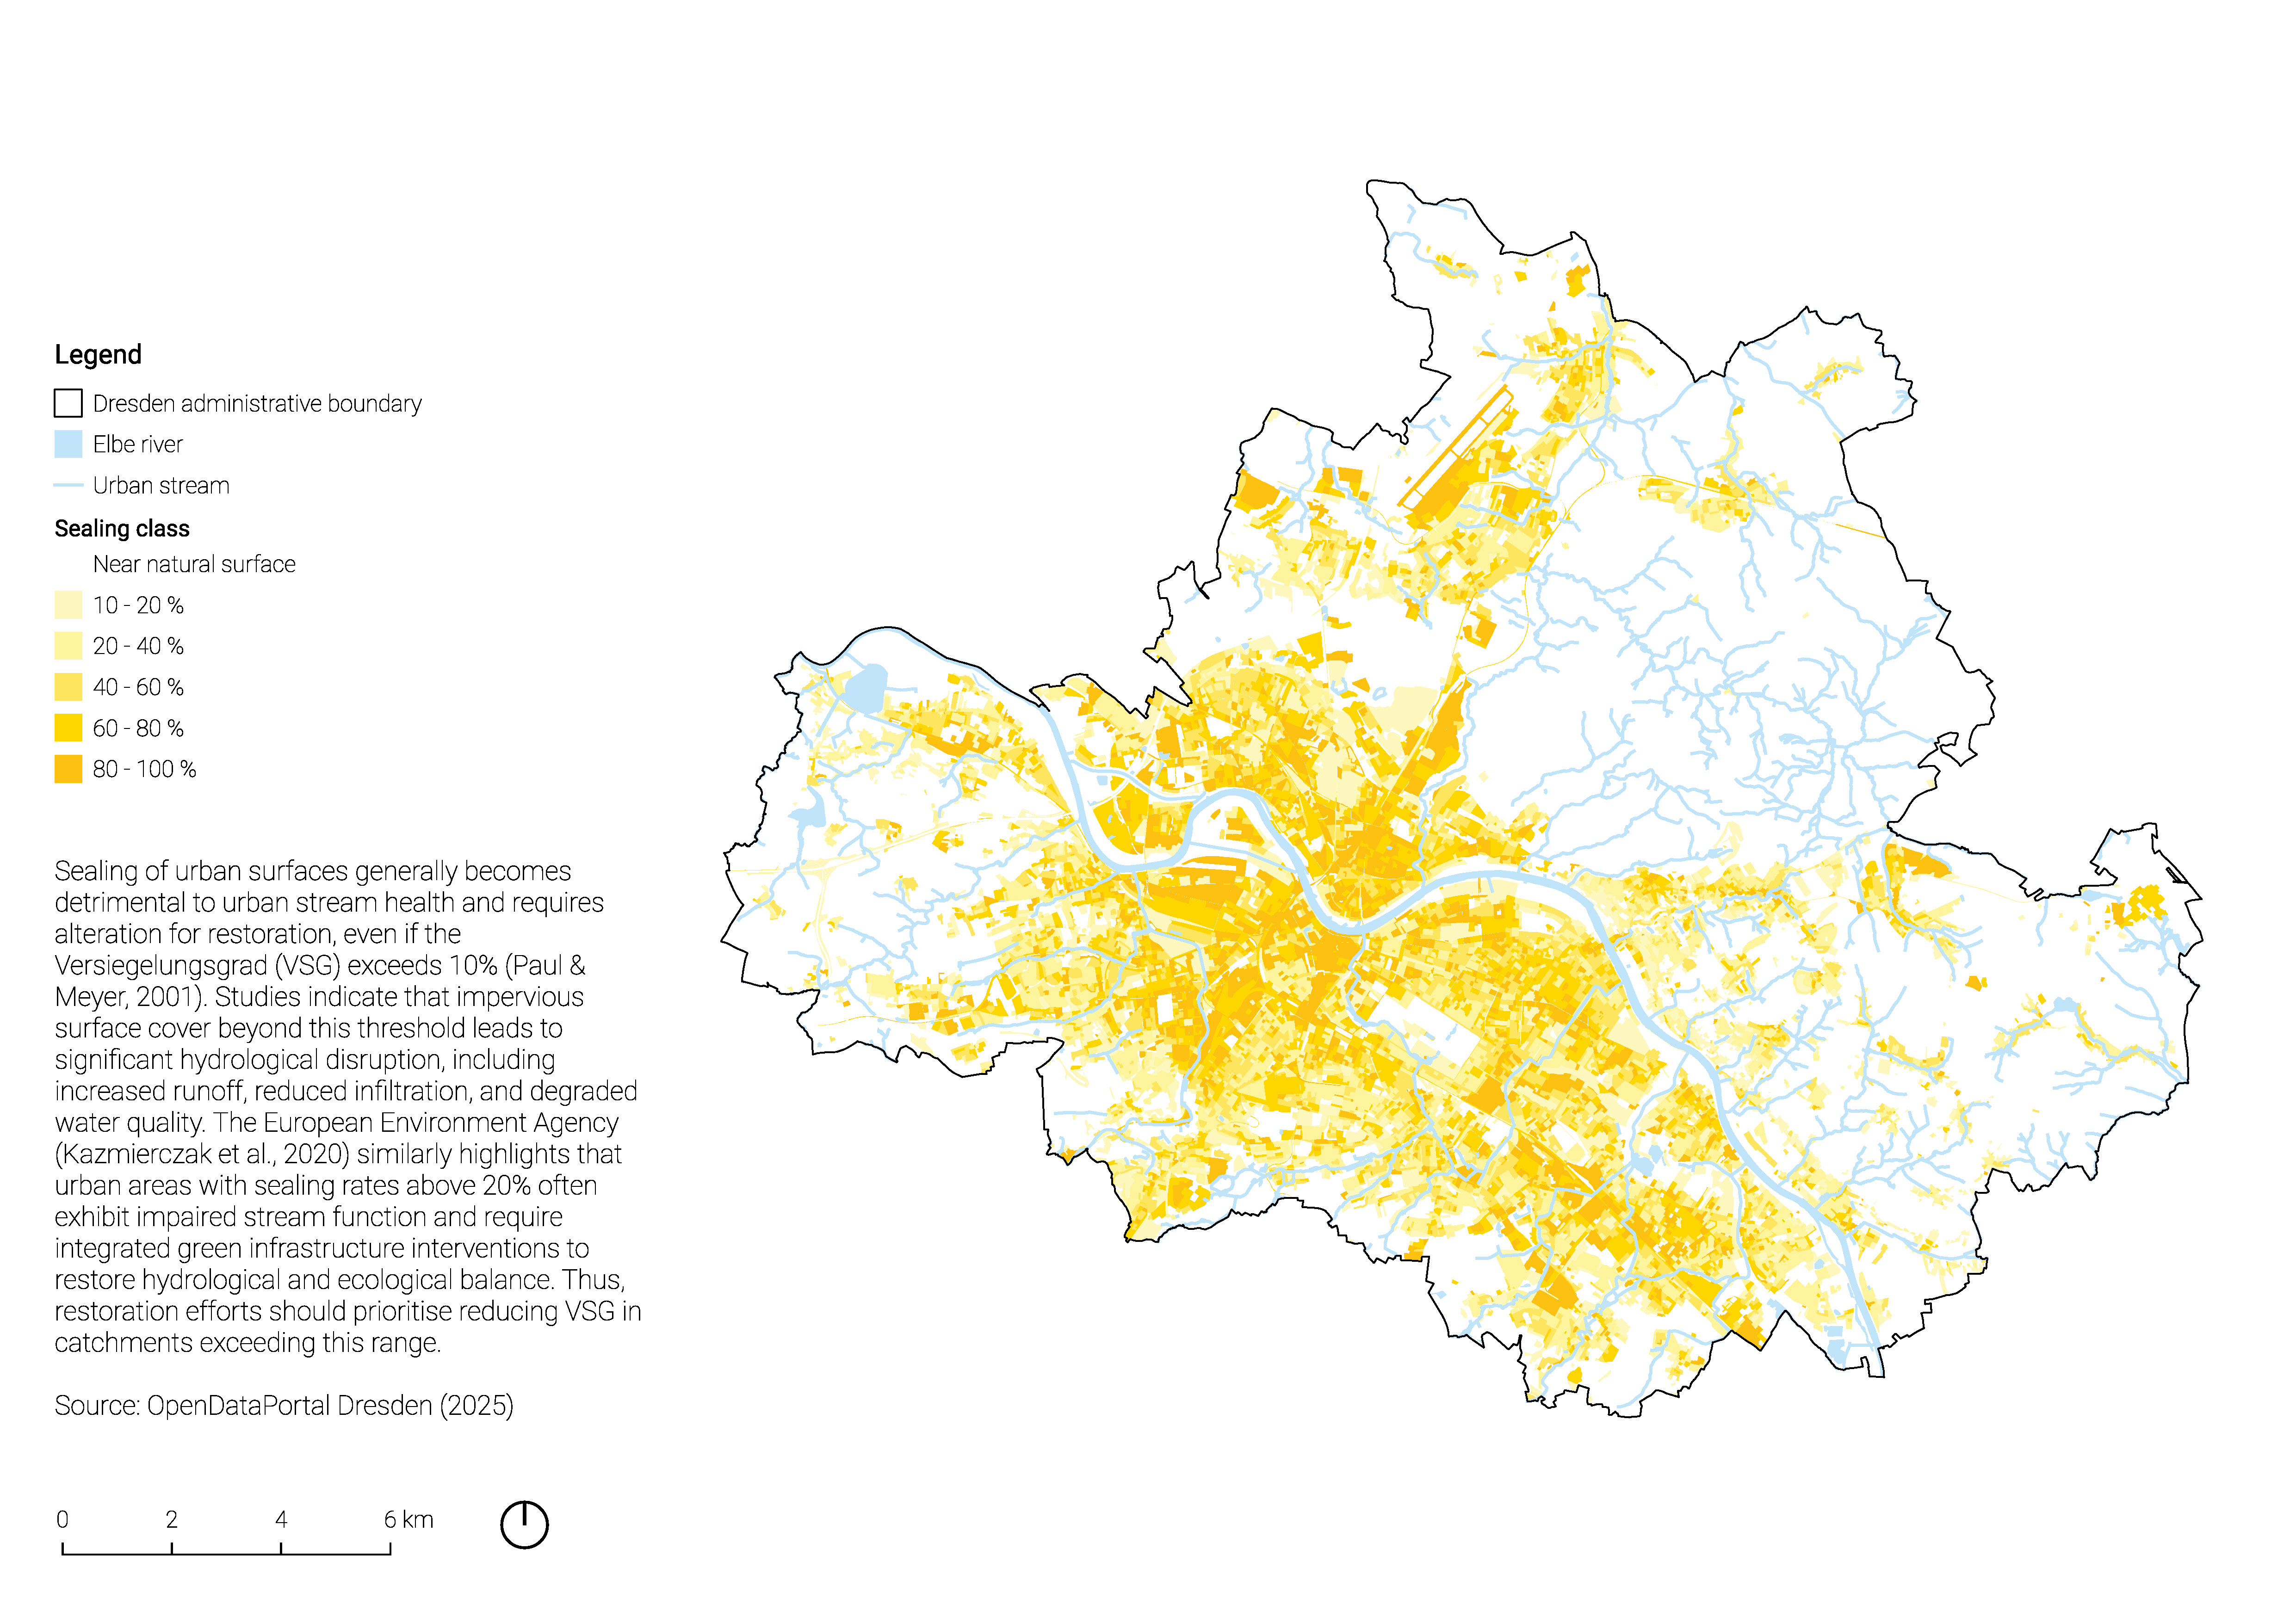 Legend
Dresden administrative boundary
Elbe river
Urban stream
Sealing class
Near natural surface
10 - 20 %
20 - 40 %
40 - 60 %
60 - 80 %
80 - 100 %
Sealing of urban surfaces generally becomes
detrimental to urban stream health and requires
alteration for restoration, even if the
Versiegelungsgrad (VSG) exceeds 10% (Paul &
Meyer, 2001). Studies indicate that impervious
surface cover beyond this threshold leads to
significant hydrological disruption, including
increased runoff, reduced infiltration, and degraded
water quality. The European Environment Agency
(Kazmierczak et al., 2020) similarly highlights that
urban areas with sealing rates above 20% often
exhibit impaired stream function and require
integrated green infrastructure interventions to
restore hydrological and ecological balance. Thus,
restoration efforts should prioritise reducing VSG in
catchments exceeding this range.
Source: OpenDataPortal Dresden (2025)
0 2 4 6 km